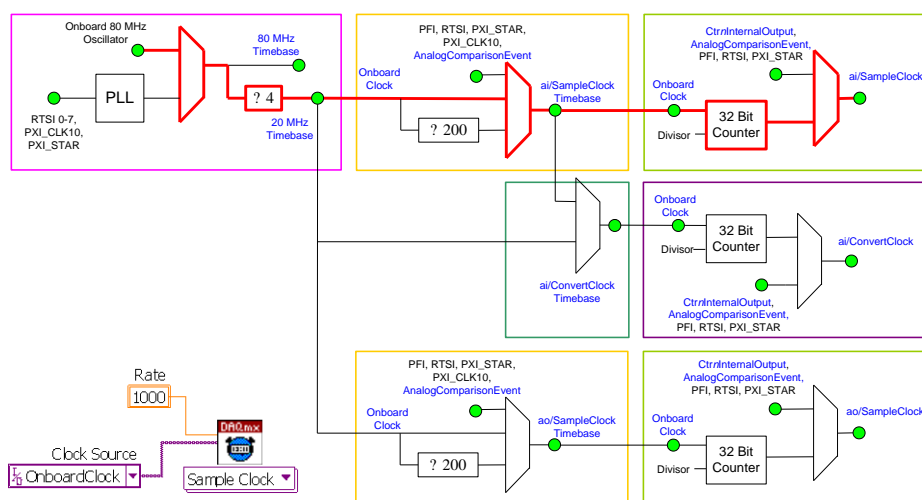 Onboard 80 MHz
Oscillator
80 MHz
Timebase
PLL
? 4
RTSI 0-7,
PXI_CLK10,
PXI_STAR
20 MHz
Timebase
PFI, RTSI, PXI_STAR,
PXI_CLK10,
AnalogComparisonEvent
Onboard
Clock
? 200
ai/SampleClock
Timebase
CtrnInternalOutput,
AnalogComparisonEvent,
PFI, RTSI, PXI_STAR
ai/SampleClock
Onboard
Clock
Divisor
32 Bit
Counter
ai/ConvertClock
Timebase
Onboard
Clock
Divisor
32 Bit
Counter
ai/ConvertClock
CtrnInternalOutput,
AnalogComparisonEvent,
PFI, RTSI, PXI_STAR
PFI, RTSI, PXI_STAR,
PXI_CLK10,
AnalogComparisonEvent
Onboard
Clock
? 200
ao/SampleClock
Timebase
CtrnInternalOutput,
AnalogComparisonEvent,
PFI, RTSI, PXI_STAR
ao/SampleClock
Onboard
Clock
Divisor
32 Bit
Counter
Rate
1000
DAQmx
Clock Source
OnboardClock
Sample Clock